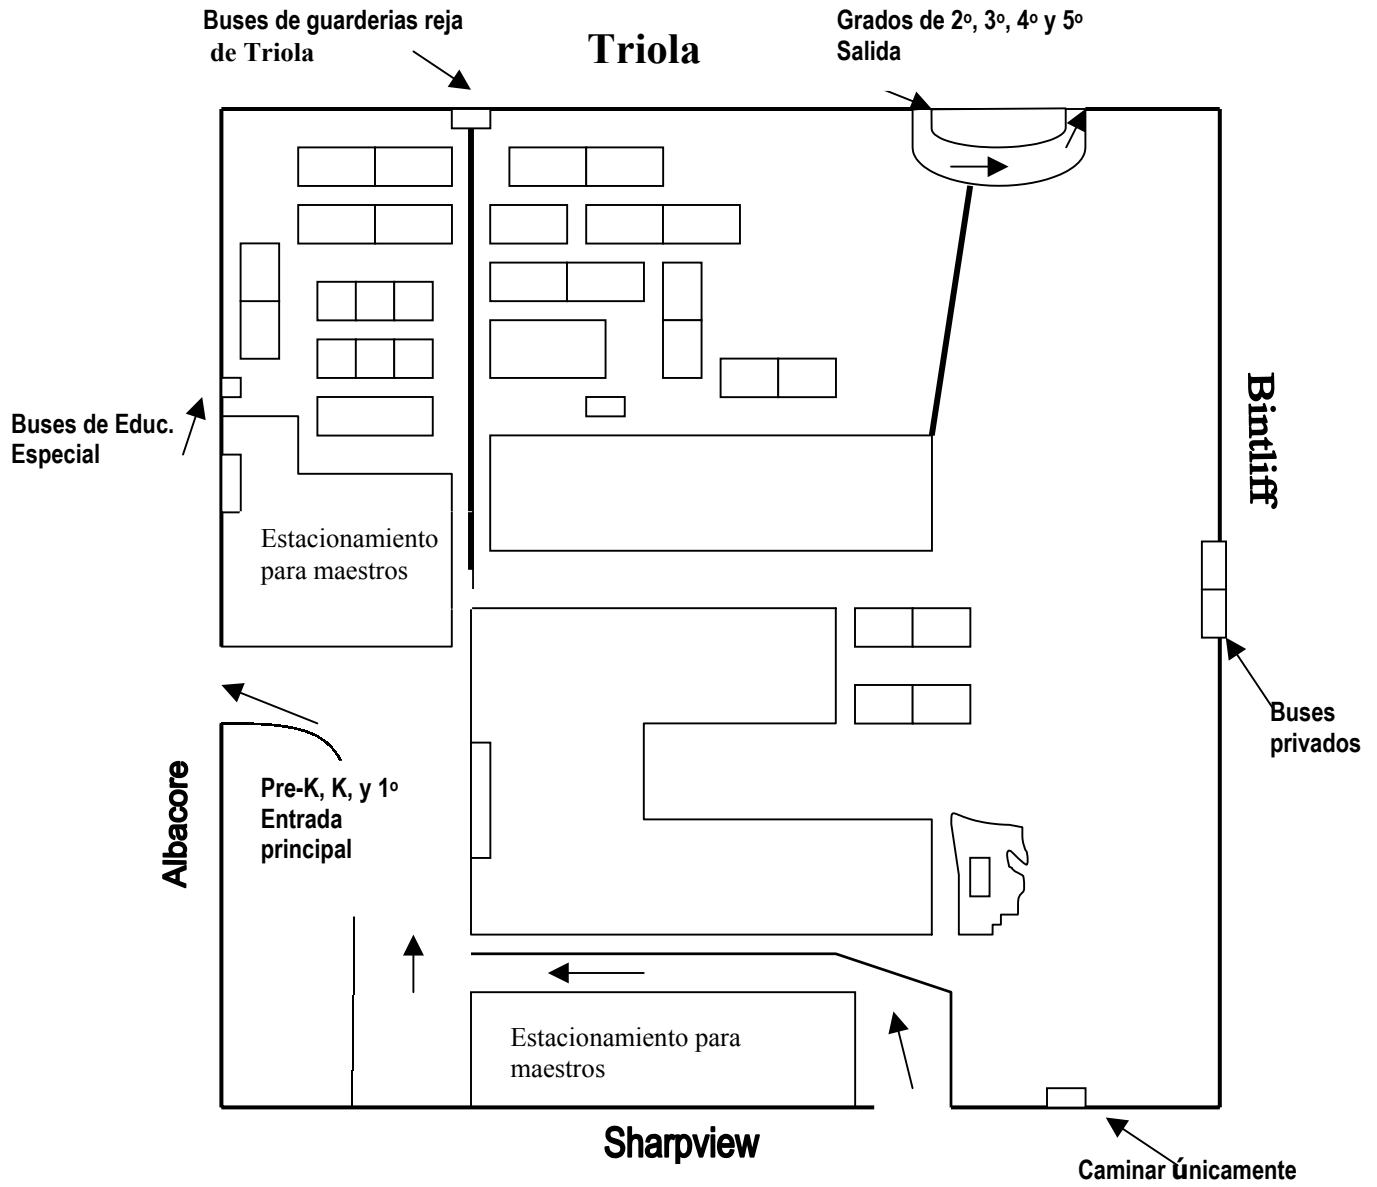 Buses de guarderias reja
de Triola
Triola
Grados de 2º, 3º, 4º y 5º
Salida
Bintliff
Buses de Educ.
Especial
Estacionamiento
para maestros
Buses
privados
Albacore
Pre-K, K, y 1º
Entrada
principal
Estacionamiento para
maestros
Sharpview
Caminar únicamente